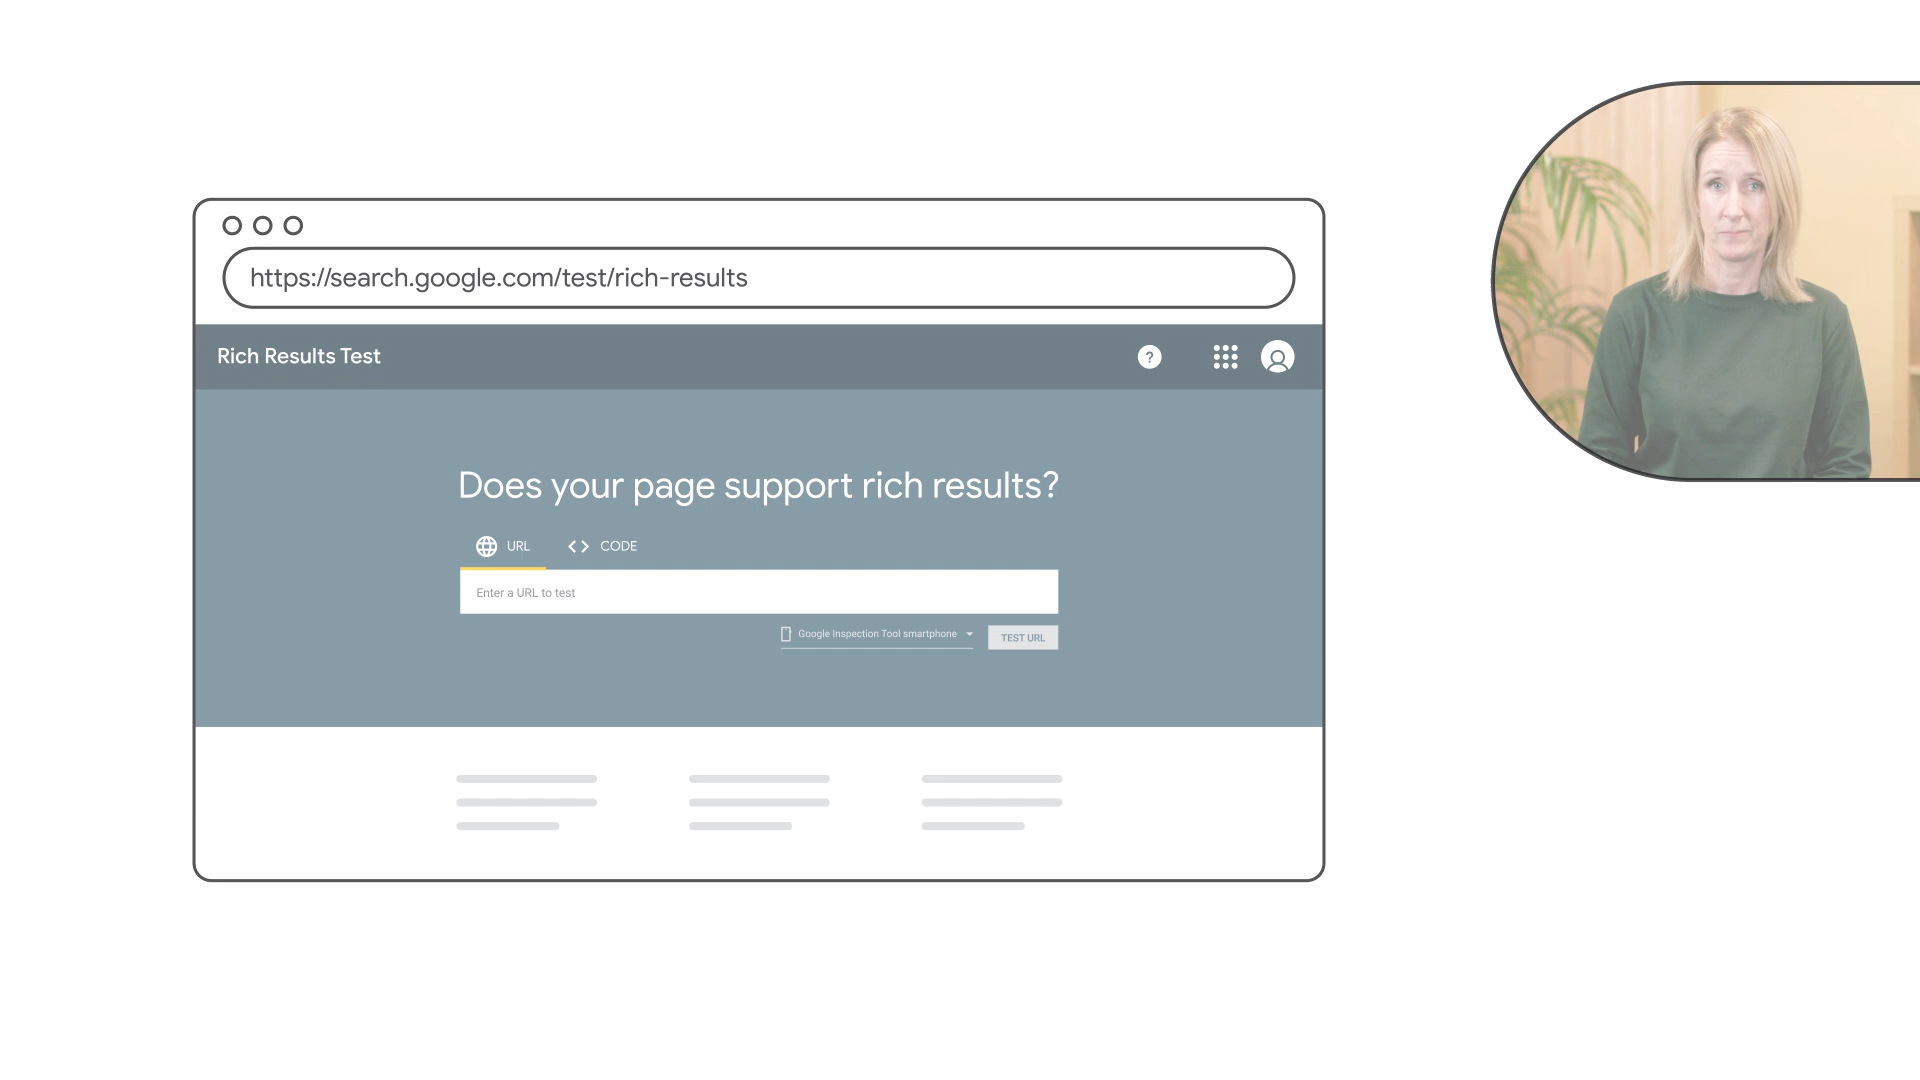 https://search.google.com/test/rich-results
Rich Results Test
?
Does your page support rich results?
URL
CODE
Enter a URL to test
Google Inspection Tool smartphone
TEST URL